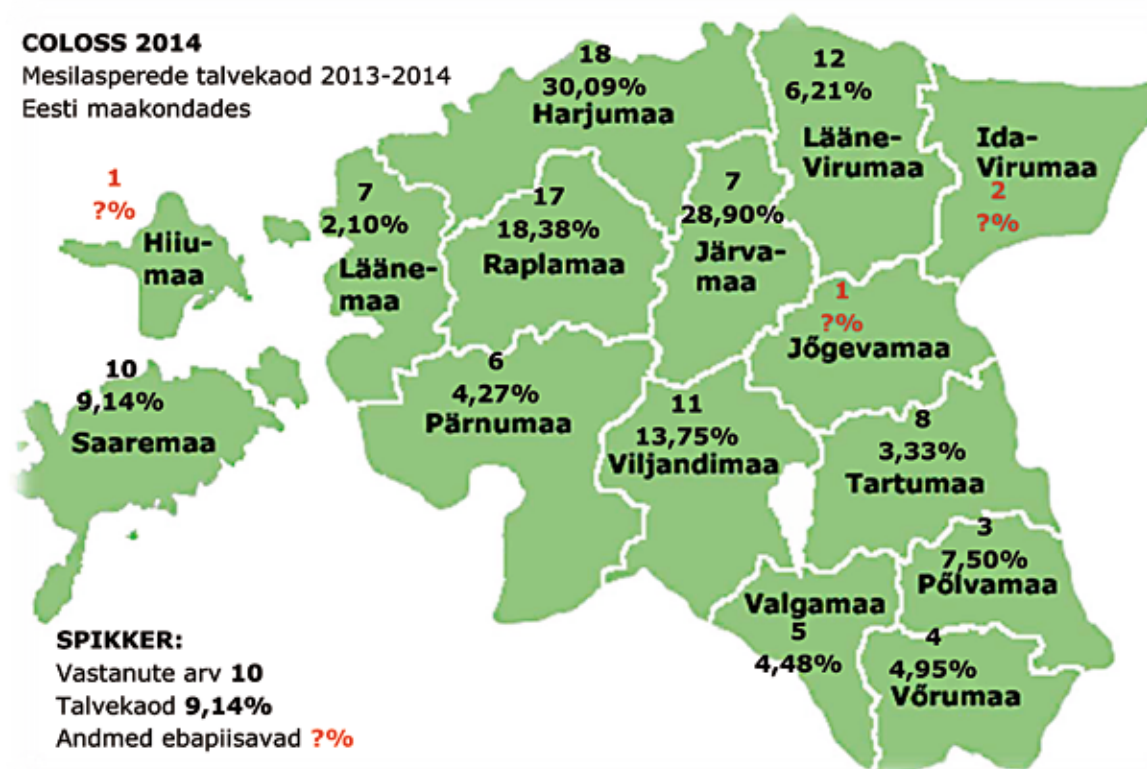 COLOSS 2014
Mesilasperede talvekaod 2013-2014
Eesti maakondades
18
30,09%
Harjumaa
12
6,21%
Lääne-
Virumaa
Ida-
Virumaa
2
?%
1
?%
Hiiu-
maa
7
2,10%
Lääne-
maa
17
18,38%
Raplamaa
7
28,90%
Järva-
maa
1
?%
Jőgevamaa
10
9,14%
Saaremaa
6
4,27%
Pärnumaa
11
13,75%
Viljandimaa
8
3,33%
Tartumaa
3
7,50%
Pőlvamaa
Valgamaa
5
4,48%
4
4,95%
Vőrumaa
SPIKKER:
Vastanute arv 10
Talvekaod 9,14%
Andmed ebapiisavad ?%